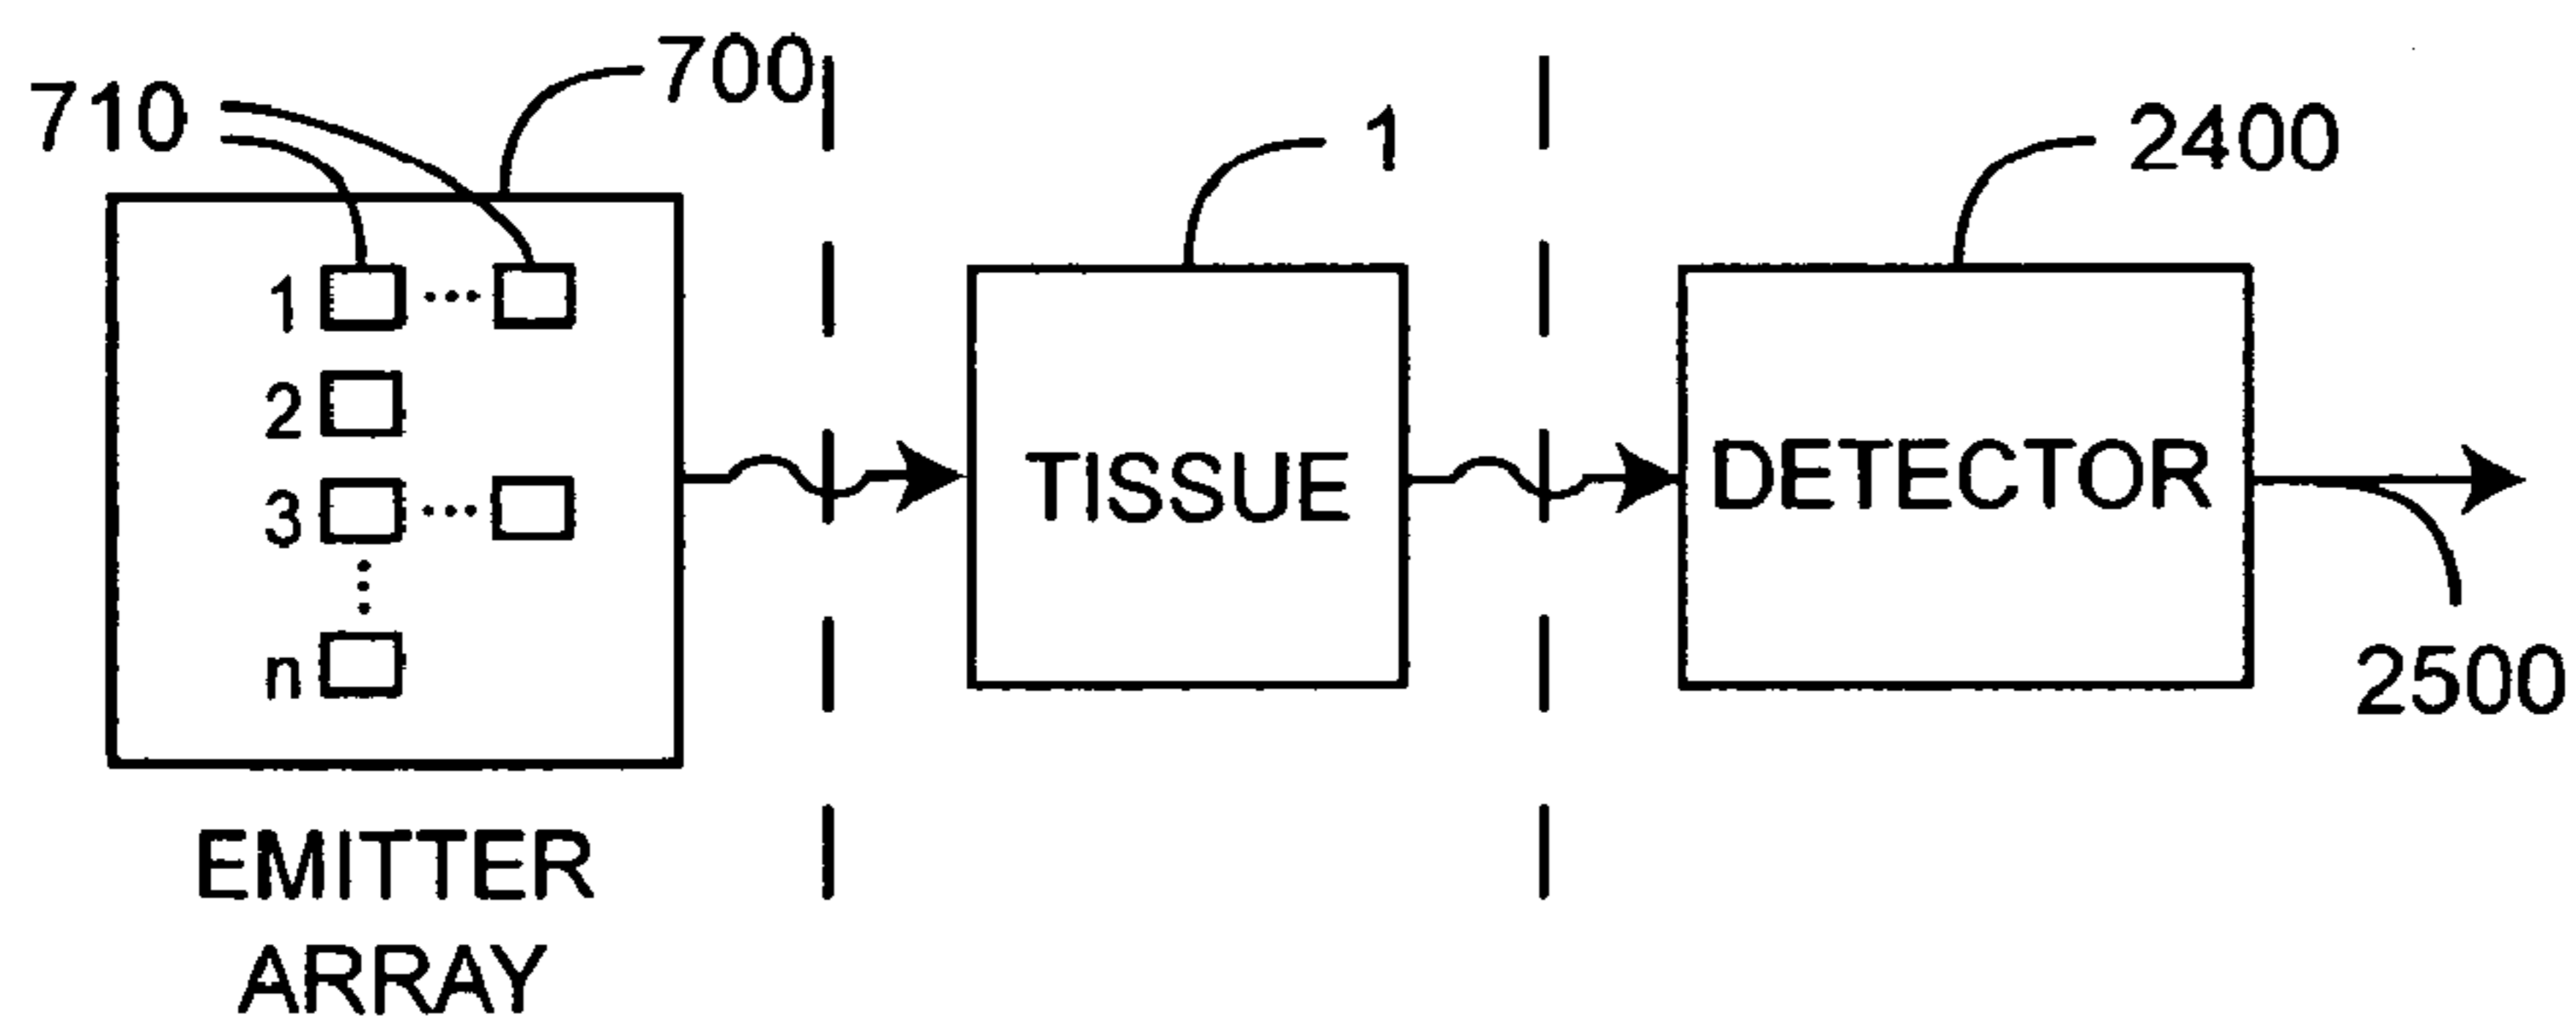 700
710
1
2400
1 ...
2
TISSUE
DETECTOR
3 ...
n
2500
EMITTER
ARRAY